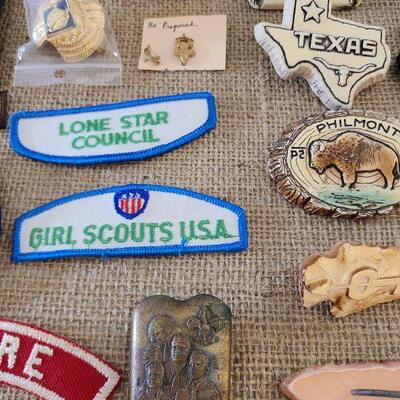 Be Prepared
TEXAS
LONE STAR
COUNCIL
PHILMONT
GIRL SCOUTS U.S.A.
RE